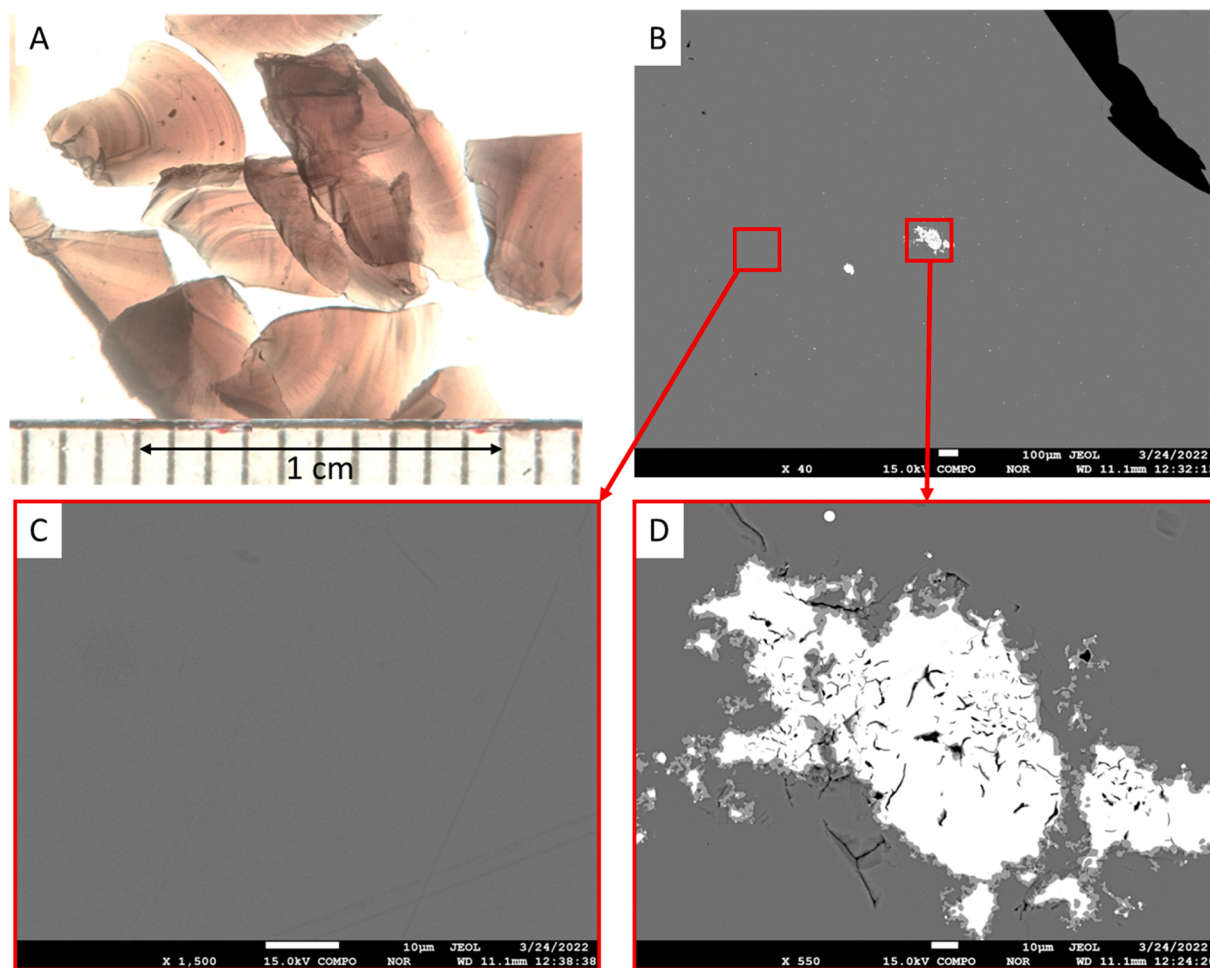 A
1 cm
B
100µm JEOL 3/24/2022
X 40 15.0kV COMPO NOR WD 11.1mm
C
10µm JEOL 3/24/2022
X 1,500 15.0kV COMPO NOR WD 11.1mm 12:38:38
D
10µm JEOL 3/24/2022
X 550 15.0kV COMPO NOR WD 11.1mm